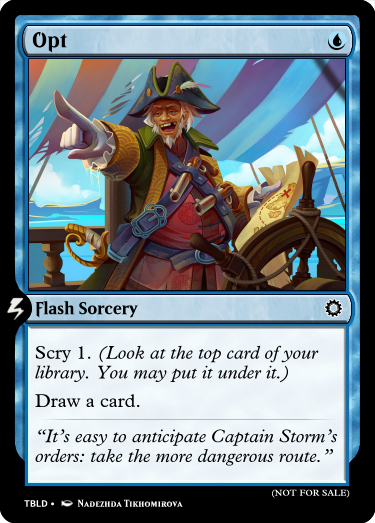 Opt
Flash Sorcery
Scry 1. (Look at the top card of your
library. You may put it under it.)
Draw a card.
“It’s easy to anticipate Captain Storm’s
orders: take the more dangerous route.”
(NOT FOR SALE)
TBLD • Nadezhda Tikhomirova